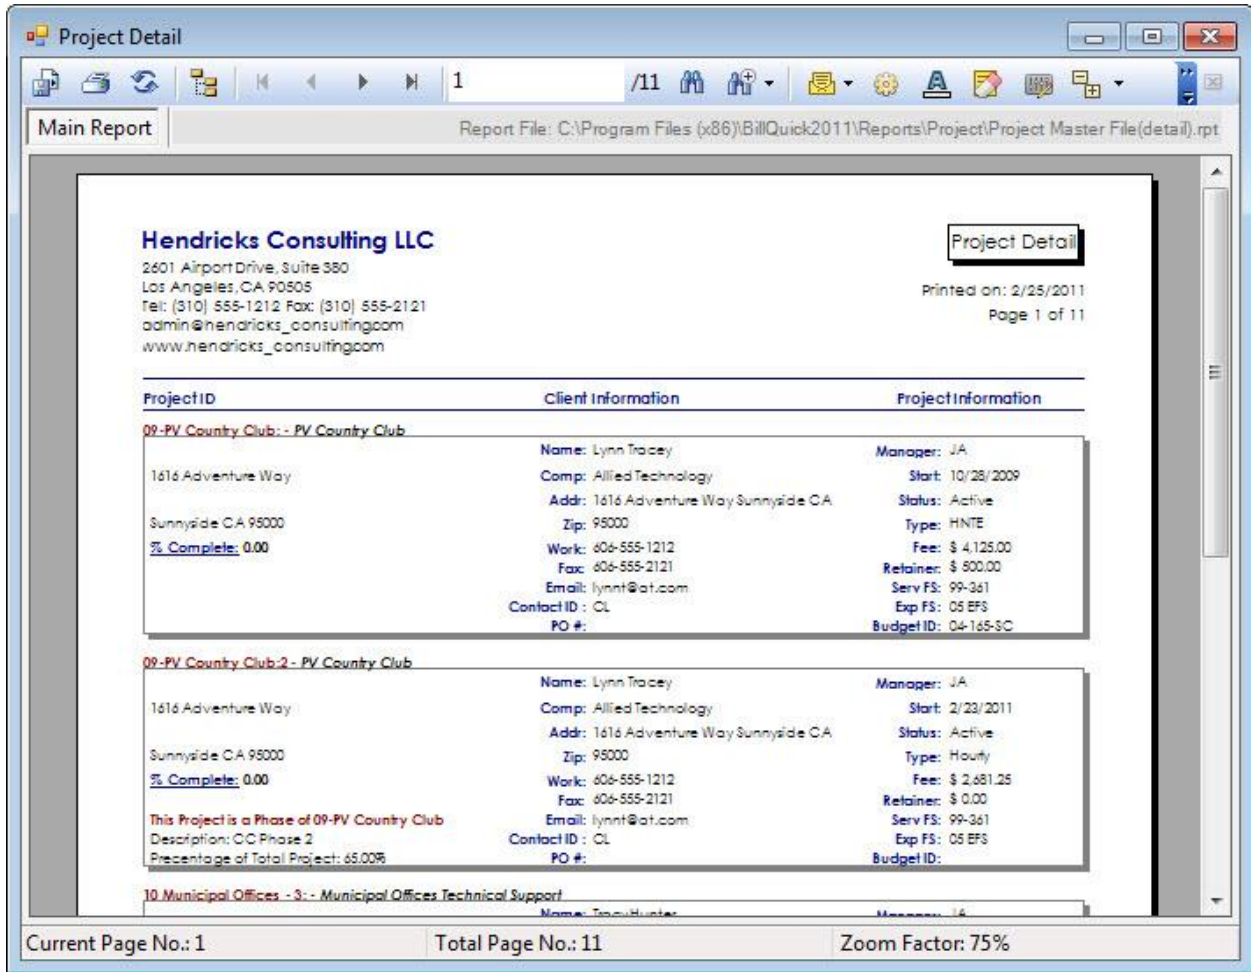 Project Detail
1 /11
Main Report
Report File: C:\Program Files (x86)\BillQuick2011\Reports\Project\Project Master File(detail).rpt
Hendricks Consulting LLC
Project Detail
2601 Airport Drive, Suite 380
Los Angeles, CA 90505
Tel: (310) 555-1212 Fax: (310) 555-2121
admin@hendricks_consulting.com
www.hendricks_consulting.com
Printed on: 2/25/2011
Page 1 of 11
Project ID Client Information Project Information
09-PV Country Club: - PV Country Club
Name: Lynn Tracey Manager: JA
1616 Adventure Way Comp: Allied Technology Start: 10/28/2009
Addr: 1616 Adventure Way Sunnyside CA Status: Active
Sunnyside CA 95000 Zip: 95000 Type: HNTE
% Complete: 0.00 Work: 606-555-1212 Fee: $ 4,125.00
Fax: 606-555-2121 Retainer: $ 500.00
Email: lynnt@at.com Serv FS: 99-361
Contact ID : CL Exp FS: 05 EFS
PO #: Budget ID: 04-165-SC
09-PV Country Club:2 - PV Country Club
Name: Lynn Tracey Manager: JA
1616 Adventure Way Comp: Allied Technology Start: 2/23/2011
Addr: 1616 Adventure Way Sunnyside CA Status: Active
Sunnyside CA 95000 Zip: 95000 Type: Hourly
% Complete: 0.00 Work: 606-555-1212 Fee: $ 2,681.25
Fax: 606-555-2121 Retainer: $ 0.00
This Project is a Phase of 09-PV Country Club Email: lynnt@at.com Serv FS: 99-361
Description: CC Phase 2 Contact ID : CL Exp FS: 05 EFS
Precentage of Total Project: 65.00% PO #: Budget ID:
10 Municipal Offices - 3: - Municipal Offices Technical Support
Name: Tracy Hunter Manager: JA
Current Page No.: 1 Total Page No.: 11 Zoom Factor: 75%